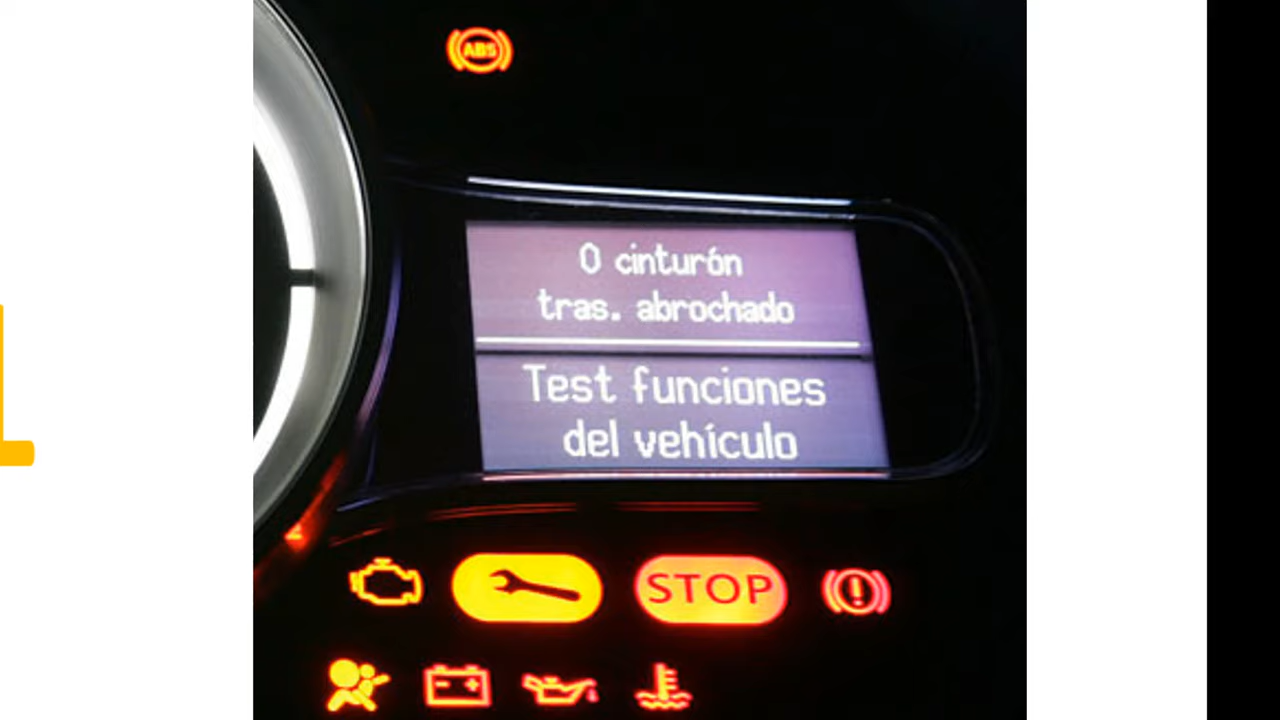 ABS
0 cinturón
tras. abrochado
Test funciones
del vehículo
STOP